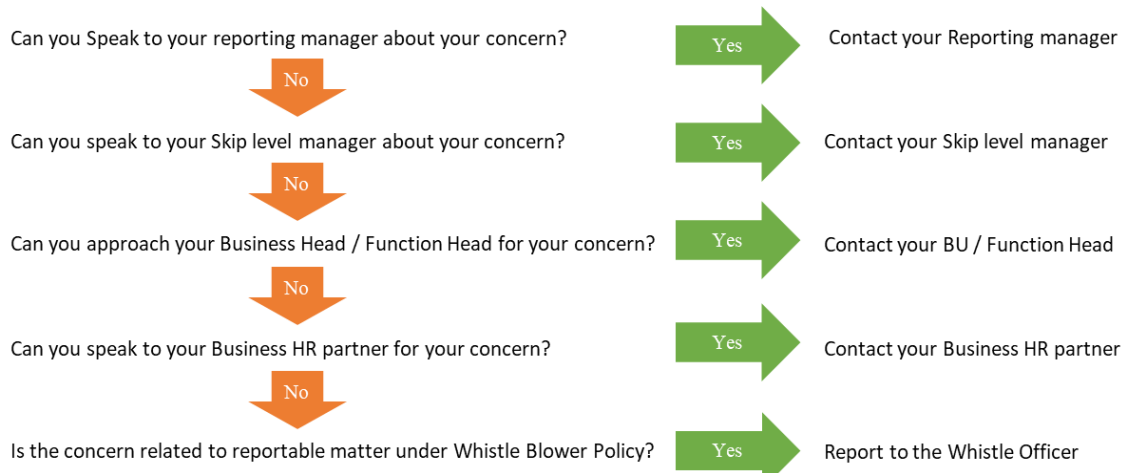 Can you Speak to your reporting manager about your concern?
Yes
Contact your Reporting manager
No
Can you speak to your Skip level manager about your concern?
Yes
Contact your Skip level manager
No
Can you approach your Business Head / Function Head for your concern?
Yes
Contact your BU / Function Head
No
Can you speak to your Business HR partner for your concern?
Yes
Contact your Business HR partner
No
Is the concern related to reportable matter under Whistle Blower Policy?
Yes
Report to the Whistle Officer